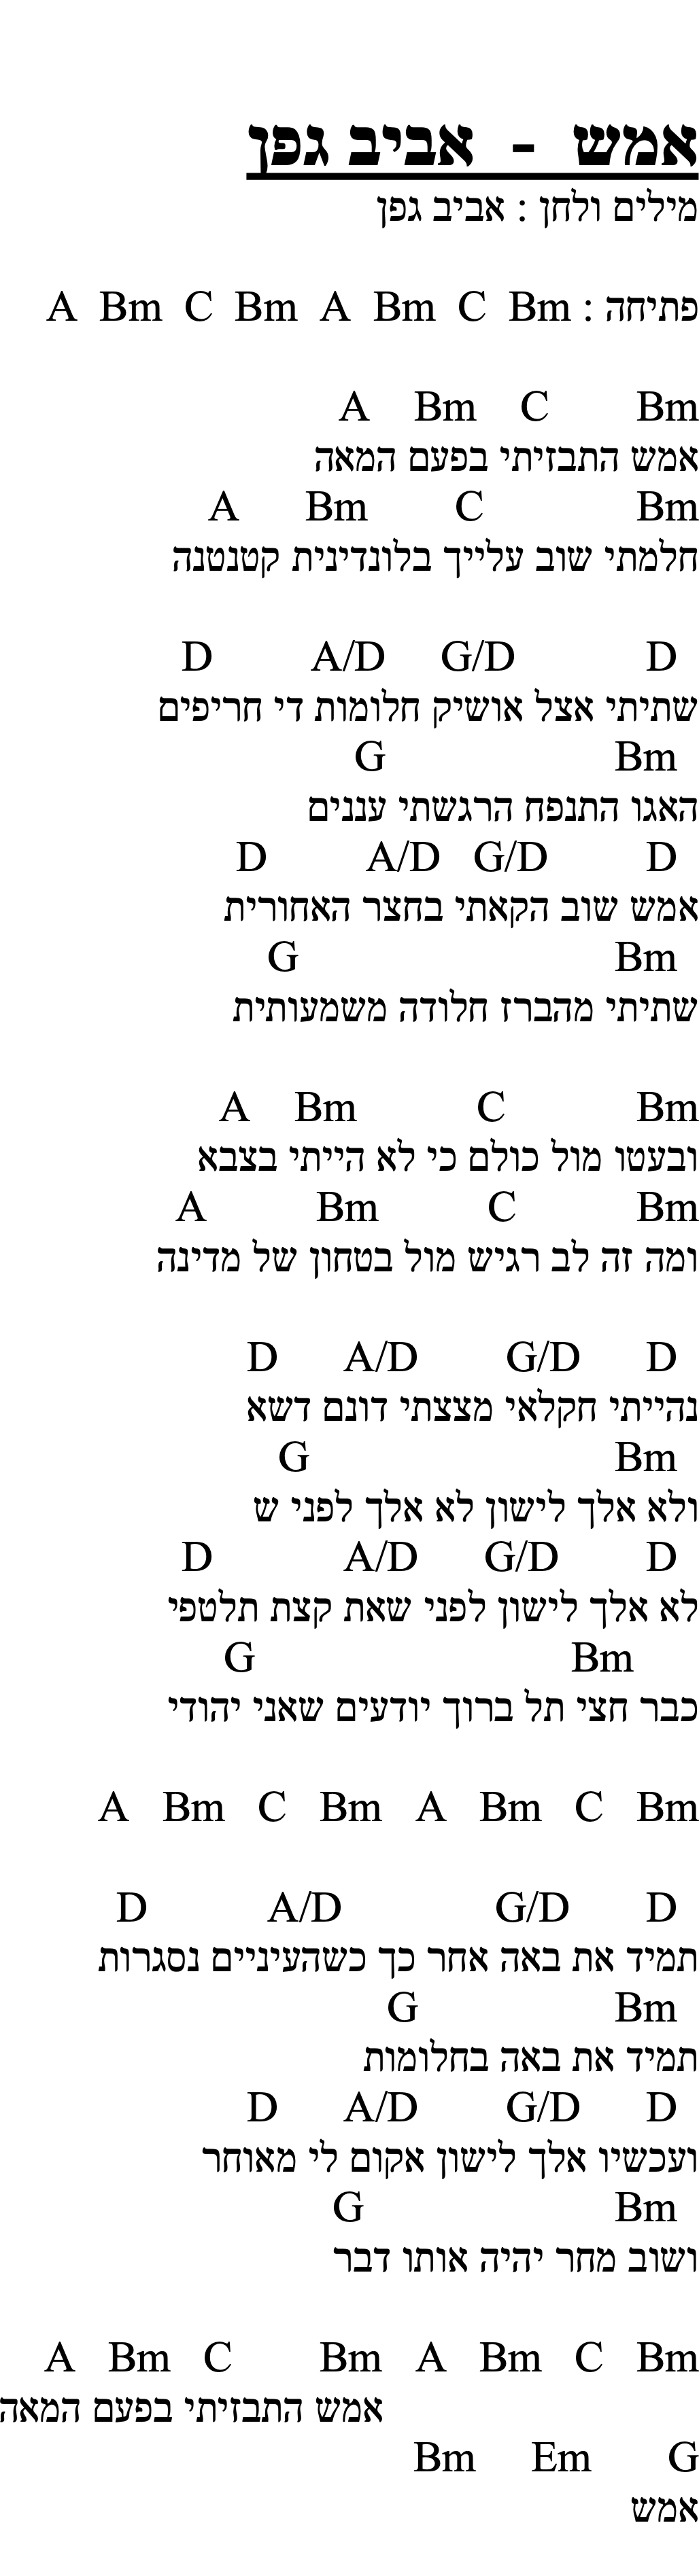 אמש - אביב גפן
מילים ולחן : אביב גפן
פתיחה : Bm C Bm A Bm C Bm A
Bm C Bm A
אמש התבזיתי בפעם המאה
Bm C Bm A
חלמתי שוב עלייך בלונדינית קטנטנה
D G/D A/D D
שתיתי אצל אושיק חלומות די חריפים
Bm G
האגו התנפח הרגשתי עננים
D G/D A/D D
אמש שוב הקאתי בחצר האחורית
Bm G
שתיתי מהברז חלודה משמעותית
Bm C Bm A
ובעטו מול כולם כי לא הייתי בצבא
Bm C Bm A
ומה זה לב רגיש מול בטחון של מדינה
D G/D A/D D
נהייתי חקלאי מצצתי דונם דשא
Bm G
ולא אלך לישון לא אלך לפני ש
D G/D A/D D
לא אלך לישון לפני שאת קצת תלטפי
Bm G
כבר חצי תל ברוך יודעים שאני יהודי
Bm C Bm A Bm C Bm A
D G/D A/D D
תמיד את באה אחר כך כשהעיניים נסגרות
Bm G
תמיד את באה בחלומות
D G/D A/D D
ועכשיו אלך לישון אקום לי מאוחר
Bm G
ושוב מחר יהיה אותו דבר
Bm C Bm A Bm C Bm A
אמש התבזיתי בפעם המאה
G Em Bm
אמש